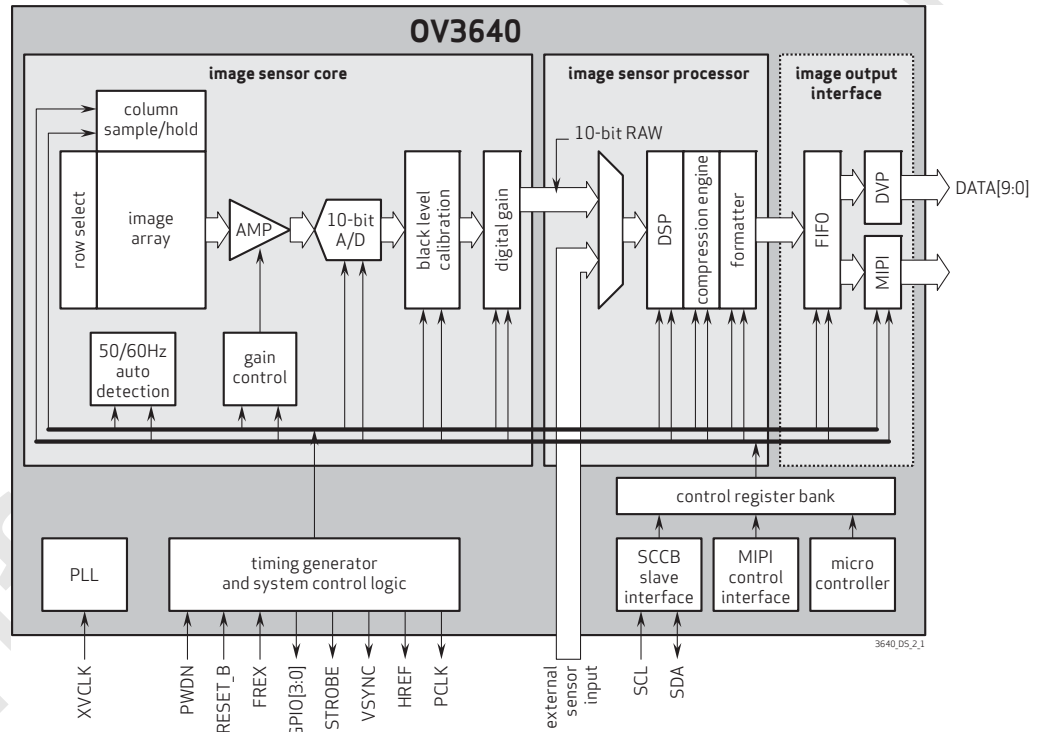 OV3640
image sensor core
image sensor processor
image output
interface
column
sample/hold
10-bit RAW
row select
image
array
AMP
10-bit
A/D
black level
calibration
digital gain
DSP
compression engine
formatter
FIFO
DVP
MIPI
DATA[9:0]
50/60Hz
auto
detection
gain
control
control register bank
PLL
timing generator
and system control logic
SCCB
slave
interface
MIPI
control
interface
micro
controller
3640_DS_2_1
XVCLK
PWDN
RESET_B
FREX
GPIO[3:0]
STROBE
VSYNC
HREF
PCLK
external
sensor
input
SCL
SDA